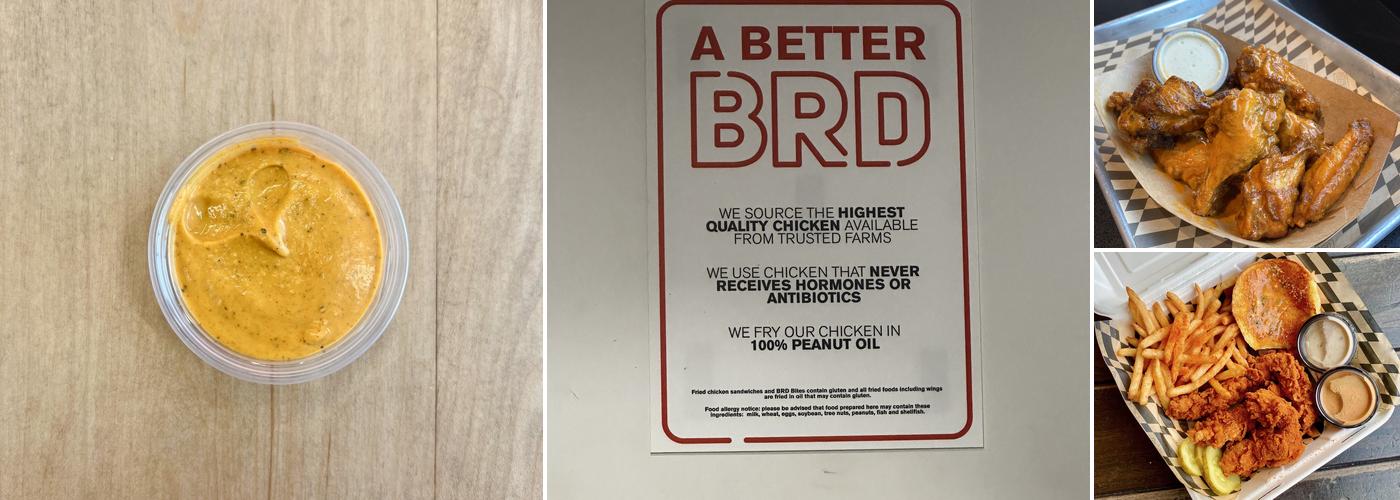 A BETTER
BRD
WE SOURCE THE HIGHEST
QUALITY CHICKEN AVAILABLE
FROM TRUSTED FARMS
WE USE CHICKEN THAT NEVER
RECEIVES HORMONES OR
ANTIBIOTICS
WE FRY OUR CHICKEN IN
100% PEANUT OIL
Fried chicken sandwiches and BRD Bites contain gluten and all fried foods including wings
are fried in oil that may contain gluten.
Food allergy notice: please be advised that food prepared here may contain these
ingredients: milk, wheat, eggs, soybean, tree nuts, peanuts, fish and shellfish.